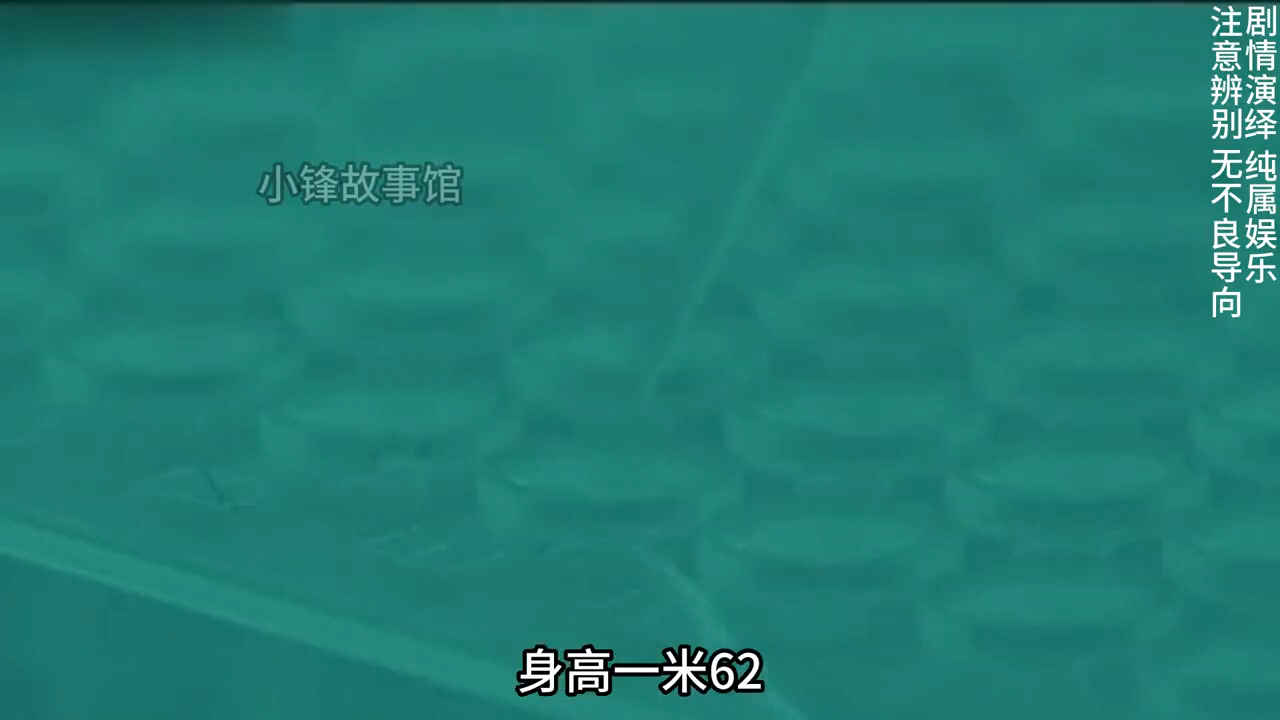 剧情演绎 纯属娱乐
注意辨别 无不良导向
小锋故事馆
身高一米62